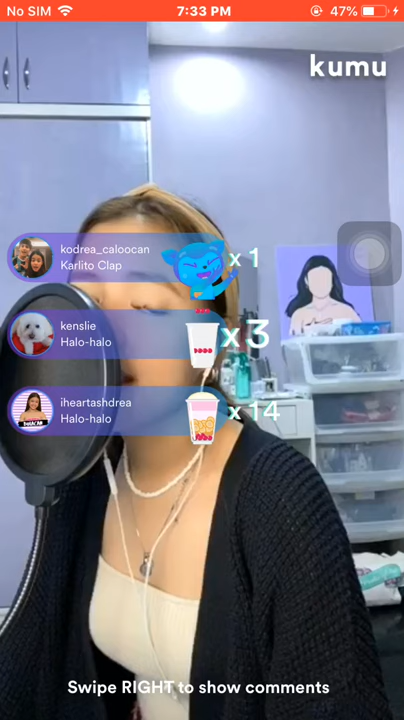 No SIM 7:33 PM 47%
kumu
kodrea_caloocan
Karlito Clap
x 1
kenslie
Halo-halo
x 3
iheartashdrea
Halo-halo
x 14
Swipe RIGHT to show comments